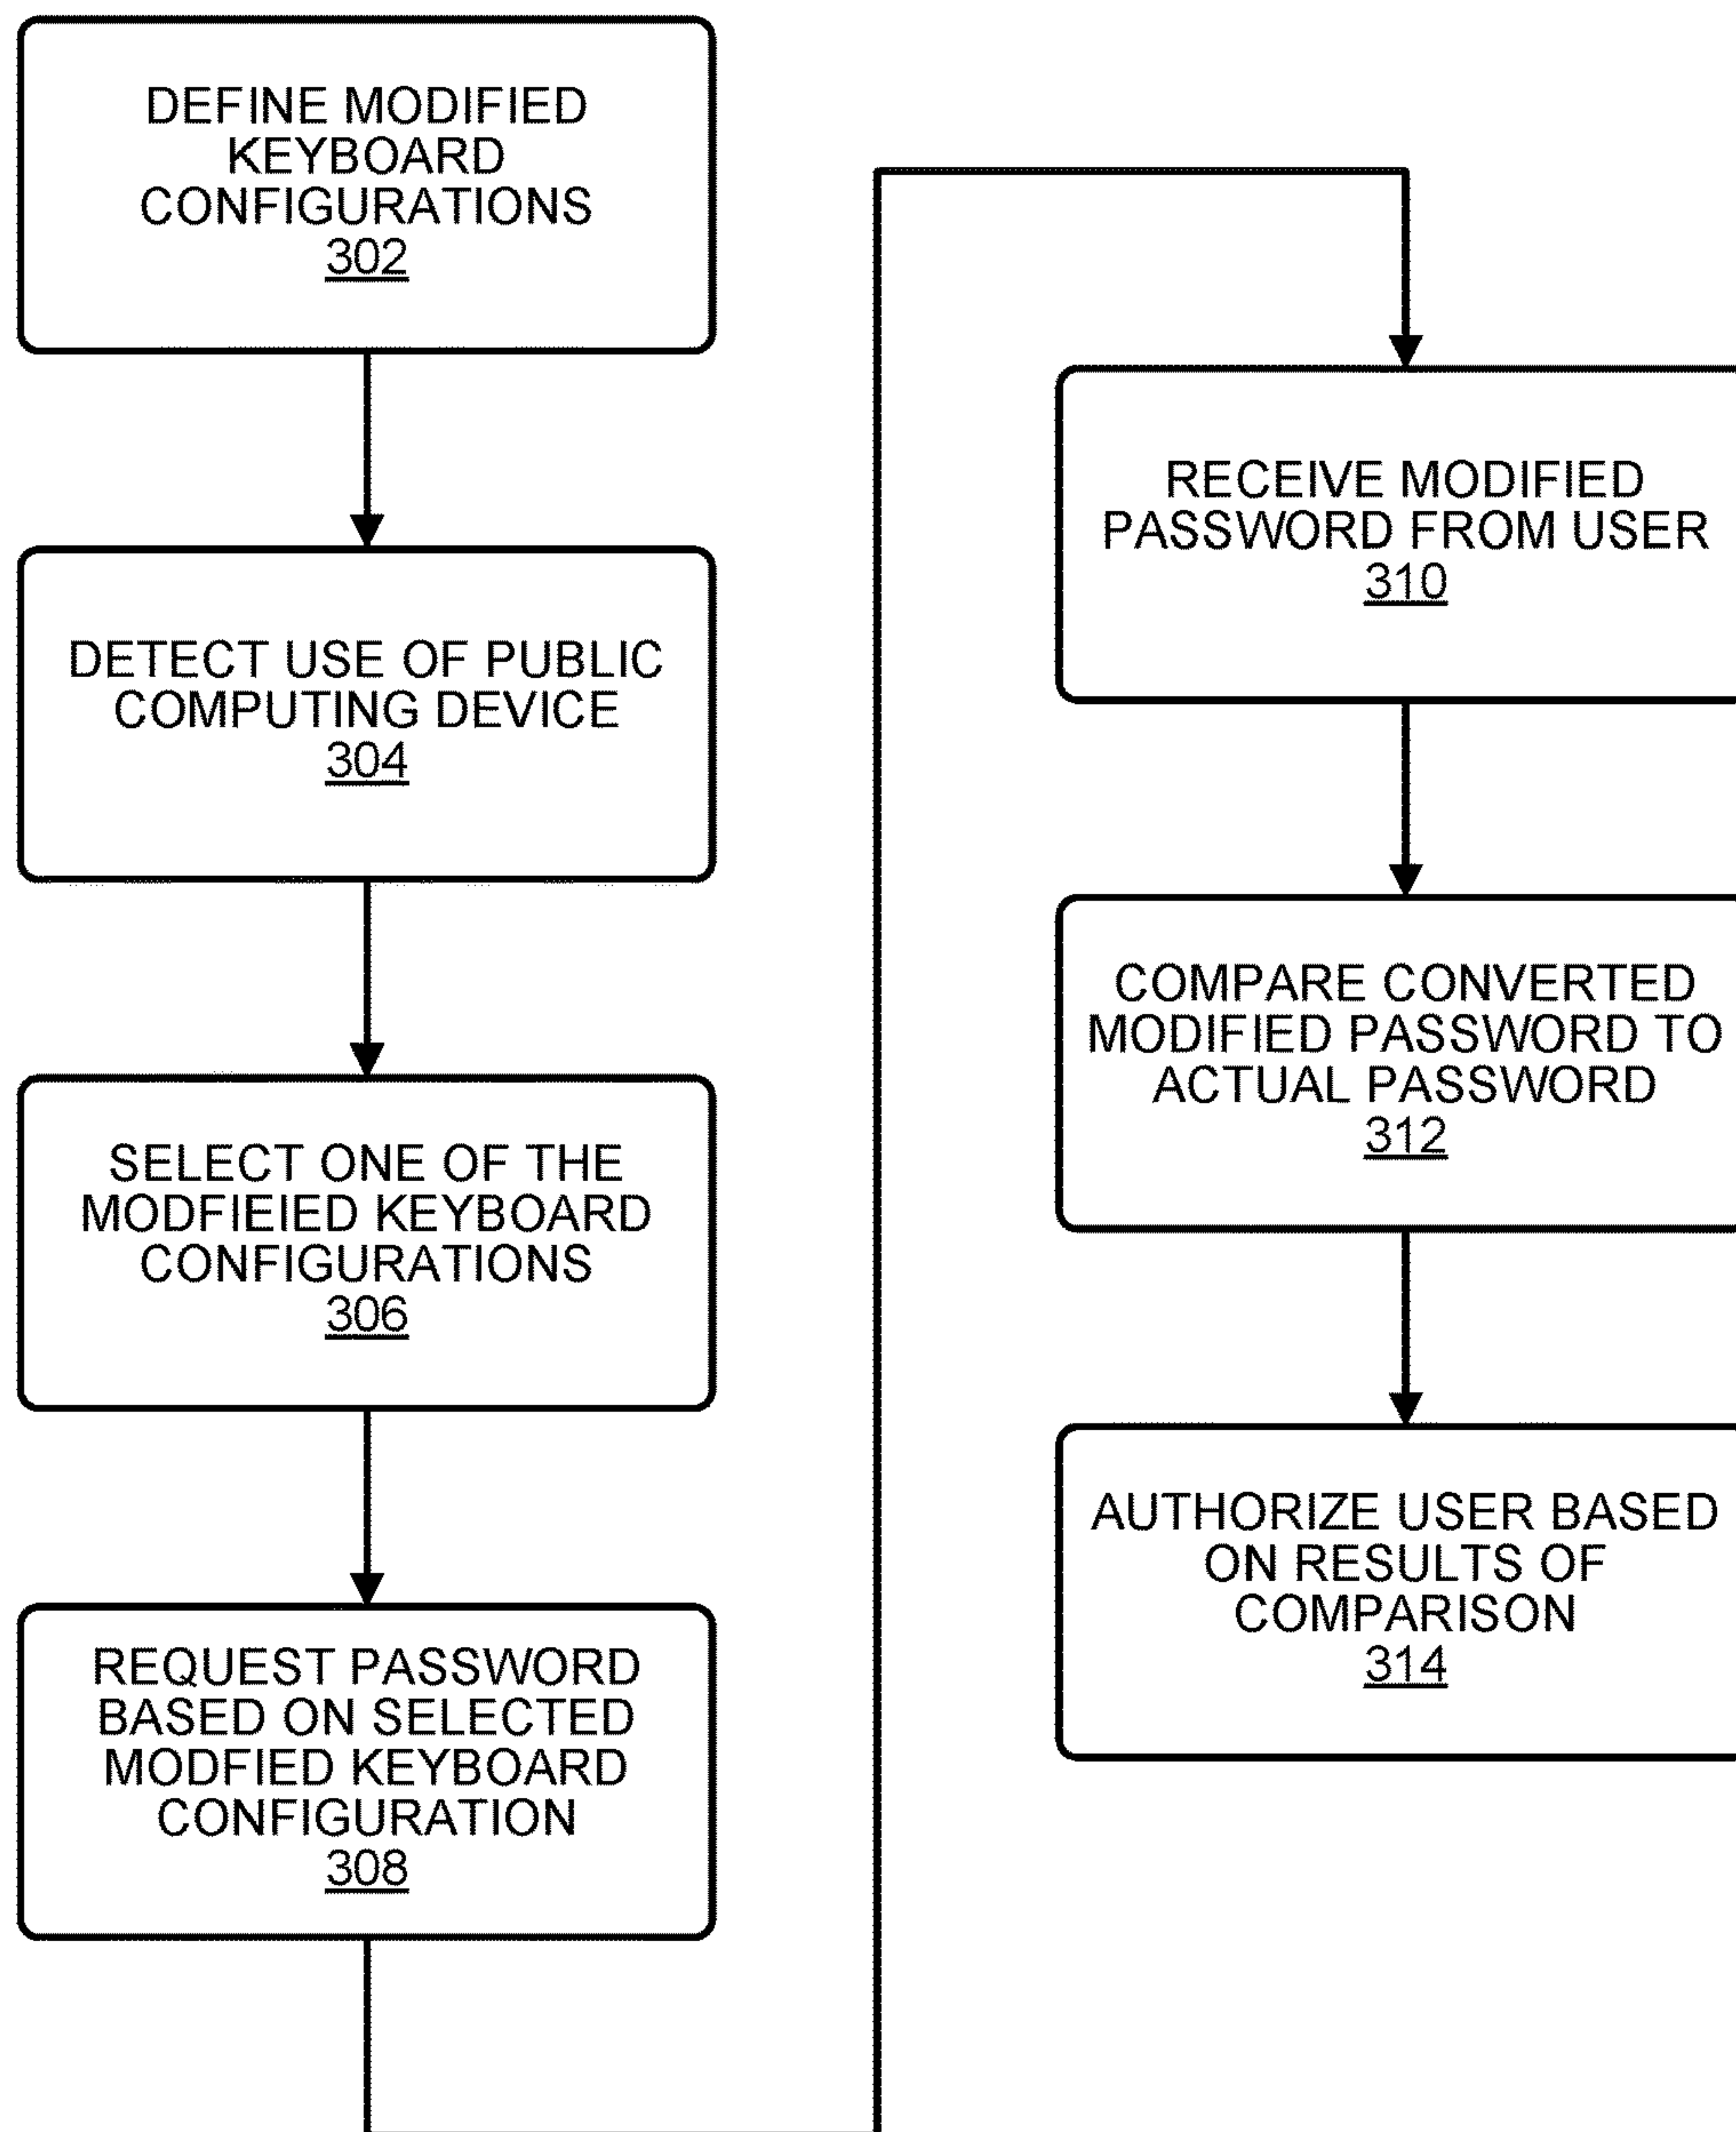 DEFINE MODIFIED
KEYBOARD
CONFIGURATIONS
302
DETECT USE OF PUBLIC
COMPUTING DEVICE
304
SELECT ONE OF THE
MODFIEIED KEYBOARD
CONFIGURATIONS
306
REQUEST PASSWORD
BASED ON SELECTED
MODFIED KEYBOARD
CONFIGURATION
308
RECEIVE MODIFIED
PASSWORD FROM USER
310
COMPARE CONVERTED
MODIFIED PASSWORD TO
ACTUAL PASSWORD
312
AUTHORIZE USER BASED
ON RESULTS OF
COMPARISON
314